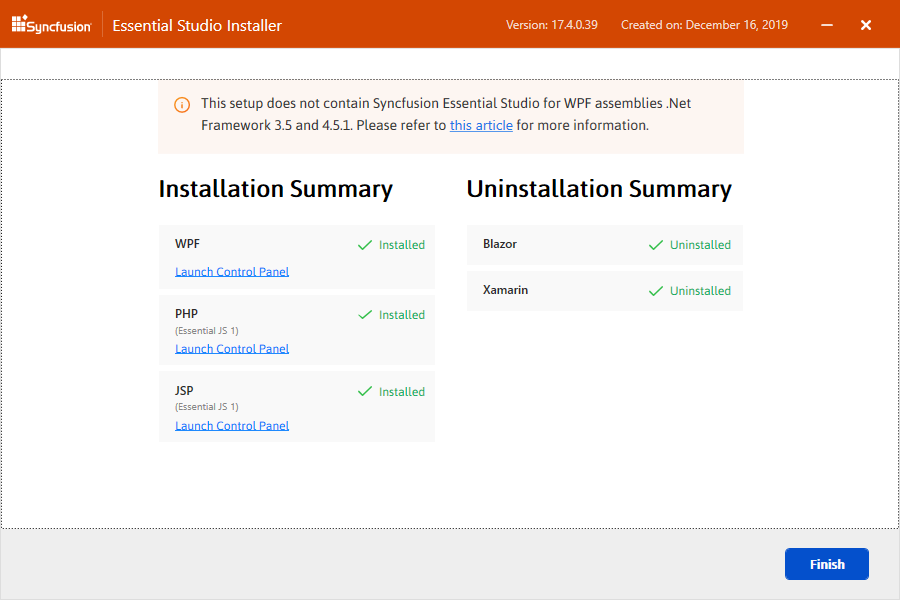 Syncfusion
Essential Studio Installer
Version: 17.4.0.39
Created on: December 16, 2019
This setup does not contain Syncfusion Essential Studio for WPF assemblies .Net
Framework 3.5 and 4.5.1. Please refer to this article for more information.
Installation Summary
WPF
Installed
Launch Control Panel
PHP
Installed
(Essential JS 1)
Launch Control Panel
JSP
Installed
(Essential JS 1)
Launch Control Panel
Uninstallation Summary
Blazor
Uninstalled
Xamarin
Uninstalled
Finish